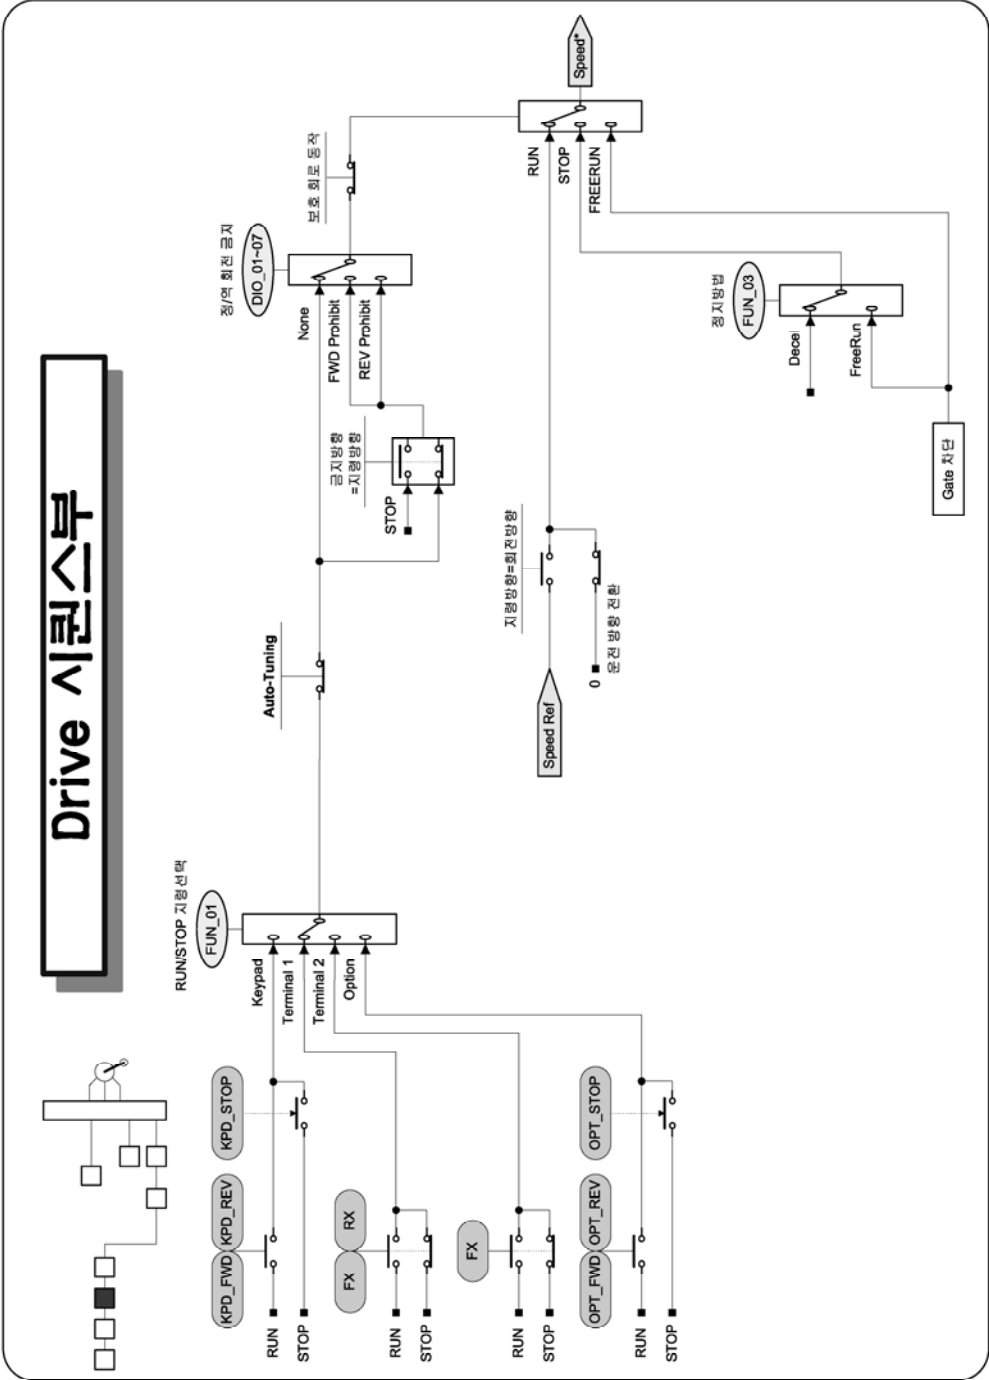 Drive 시퀀스부
RUN/STOP 지령선택
FUN_01
Keypad
Terminal 1
Terminal 2
Option
KPD_FWD
KPD_REV
KPD_STOP
RUN
STOP
FX
RX
RUN
STOP
FX
RUN
STOP
OPT_FWD
OPT_REV
OPT_STOP
RUN
STOP
Auto-Tuning
정/역 회전 금지
DIO_01~07
None
FWD Prohibit
REV Prohibit
금지방향
=지령방향
STOP
보호 회로 동작
Speed*
RUN
STOP
FREERUN
지령방향=회전방향
Speed Ref
0
운전 방향 전환
정지방법
FUN_03
Decel
FreeRun
Gate 차단